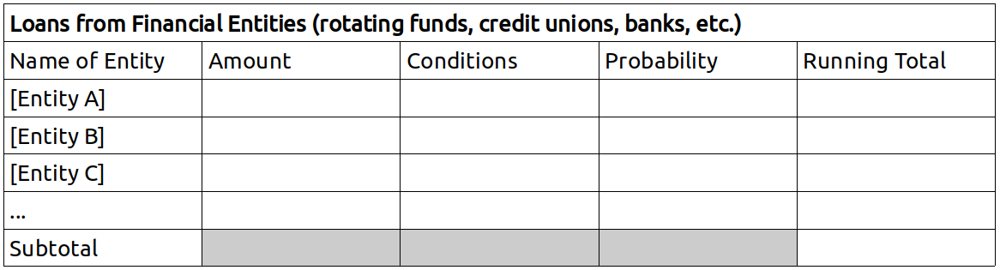 Loans from Financial Entities (rotating funds, credit unions, banks, etc.)
Name of Entity Amount Conditions Probability Running Total
[Entity A]
[Entity B]
[Entity C]
...
Subtotal